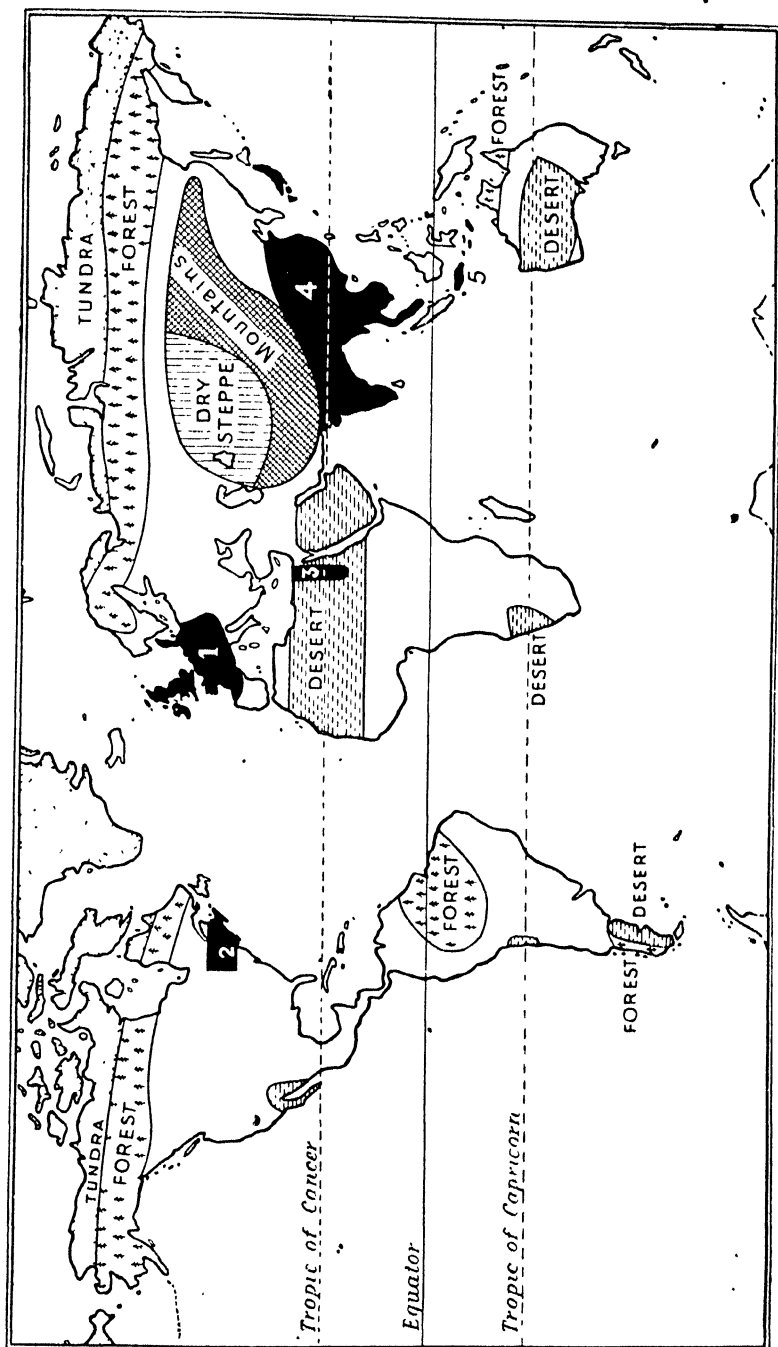 TUNDRA
FOREST
TUNDRA
FOREST
DRY
STEPPE
Mountains
1
2
3
4
5
DESERT
DESERT
FOREST
DESERT
FOREST
FOREST
DESERT
Tropic of Cancer
Equator
Tropic of Capricorn